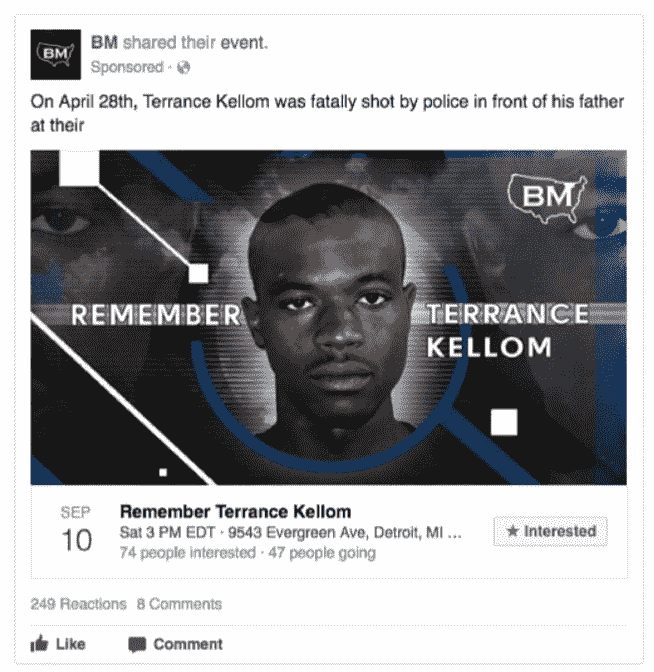 BM
BM shared their event.
Sponsored ·
On April 28th, Terrance Kellom was fatally shot by police in front of his father
at their
BM
REMEMBER TERRANCE
KELLOM
SEP
10
Remember Terrance Kellom
Sat 3 PM EDT · 9543 Evergreen Ave, Detroit, MI ...
74 people interested · 47 people going
★ Interested
249 Reactions 8 Comments
Like Comment